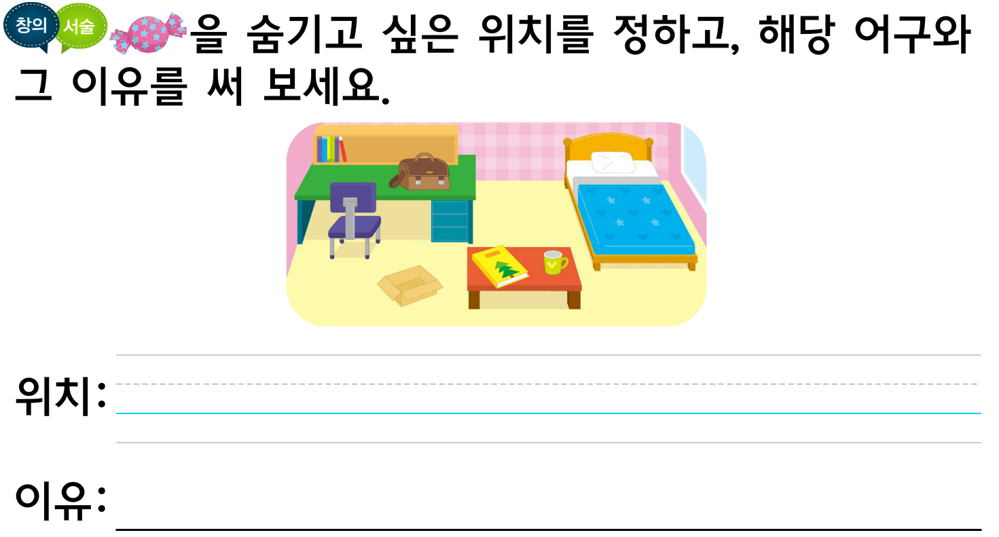 창의 서술 을 숨기고 싶은 위치를 정하고, 해당 어구와
그 이유를 써 보세요.
위치:
이유: